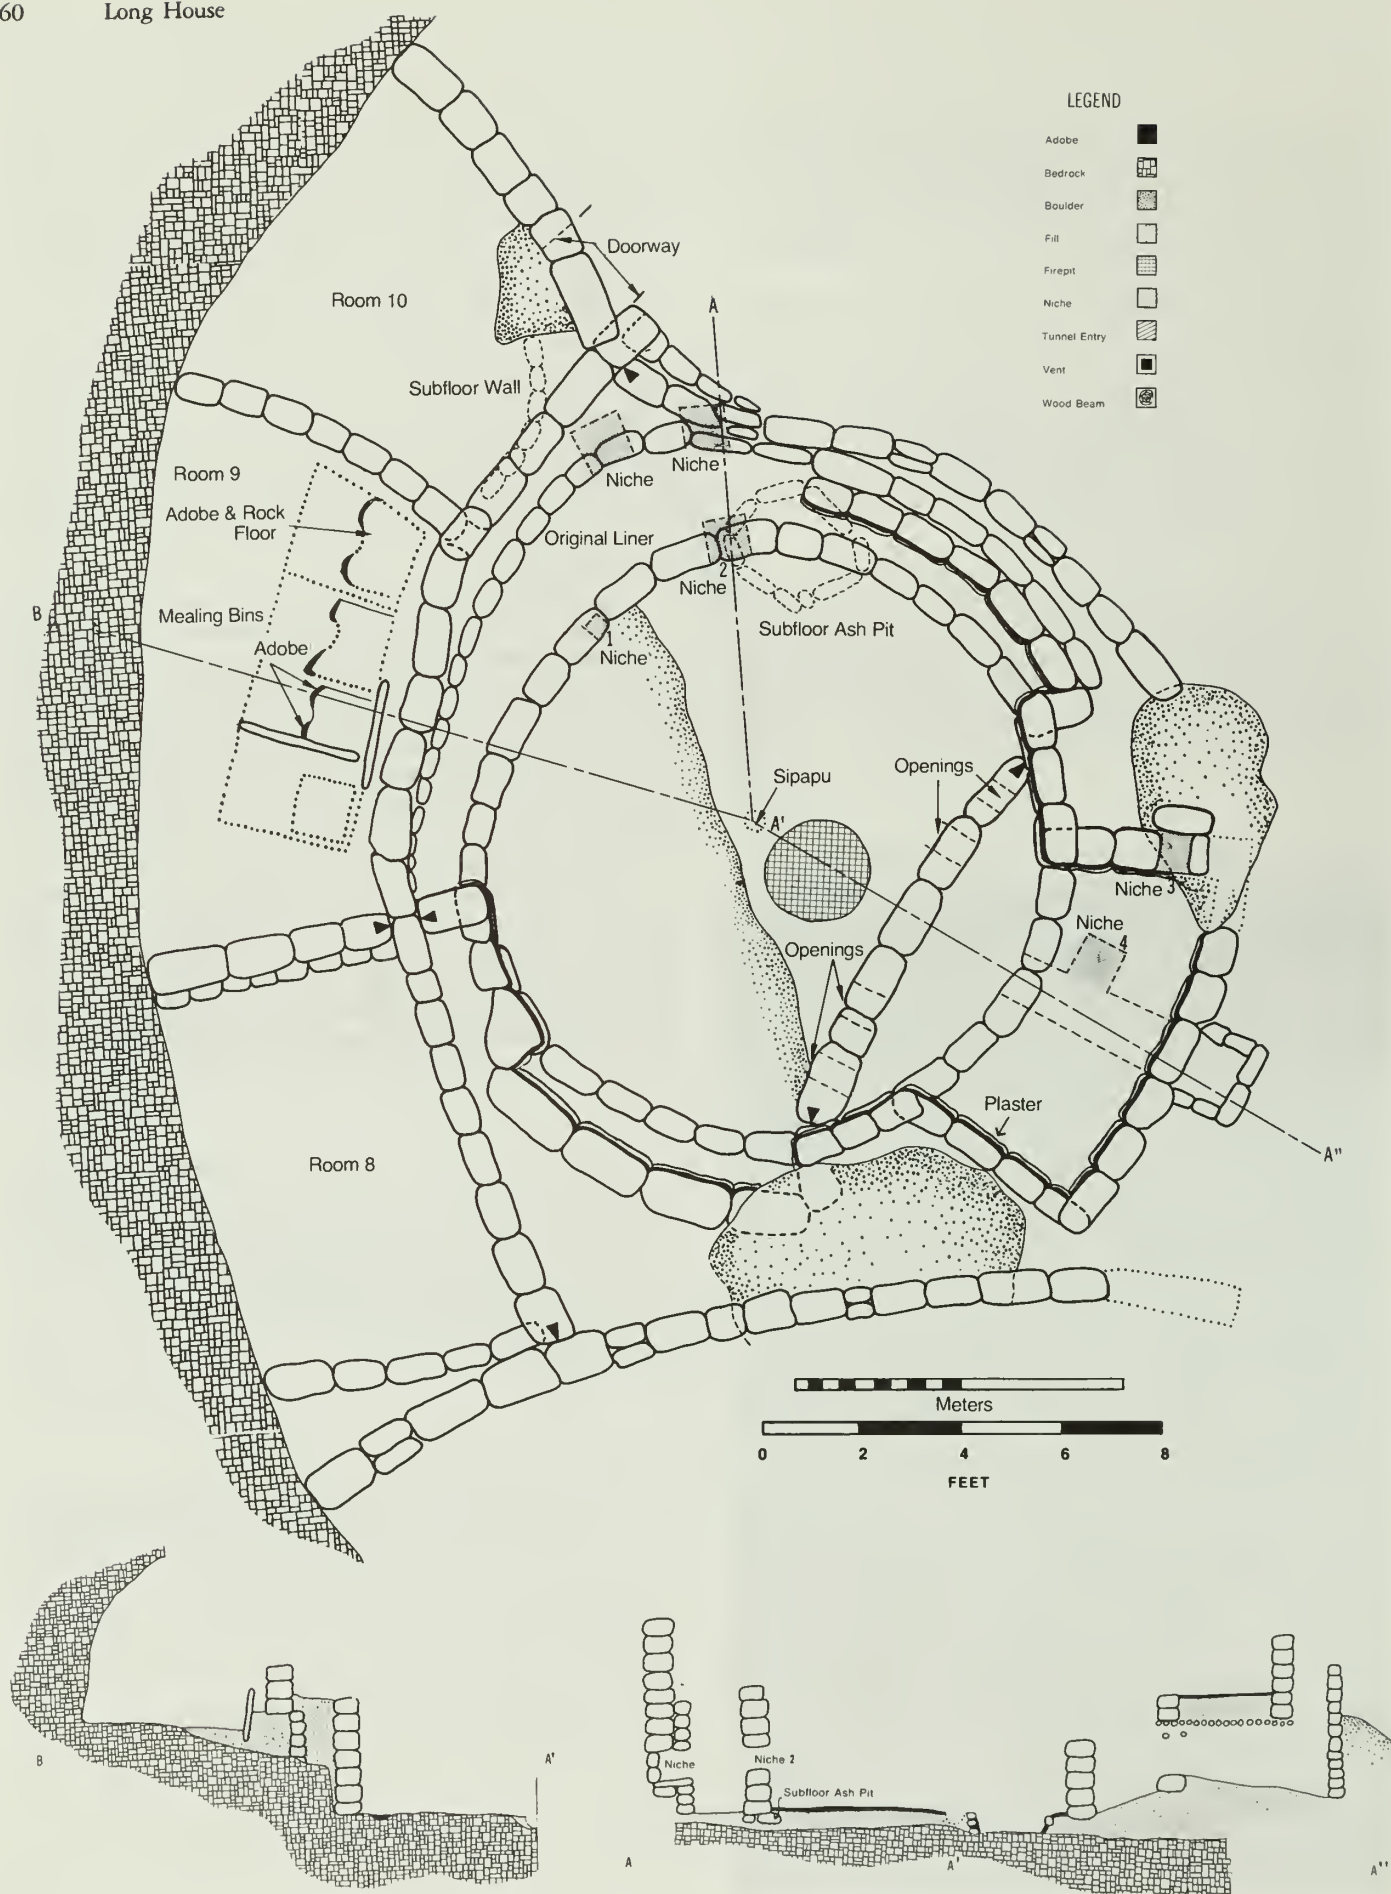 60 Long House
LEGEND
Adobe
Bedrock
Boulder
Fill
Firepit
Niche
Tunnel Entry
Vent
Wood Beam
Doorway
Room 10
A
Subfloor Wall
Room 9
Niche
Niche
Adobe & Rock
Floor
Original Liner
2
Niche
B
Mealing Bins
Subfloor Ash Pit
1
Niche
Adobe
Openings
Sipapu
A'
Niche 3
Niche
4
Openings
Plaster
A''
Room 8
Meters
0 2 4 6 8
FEET
B
A'
Niche
Niche 2
Subfloor Ash Pit
A
A'
A''